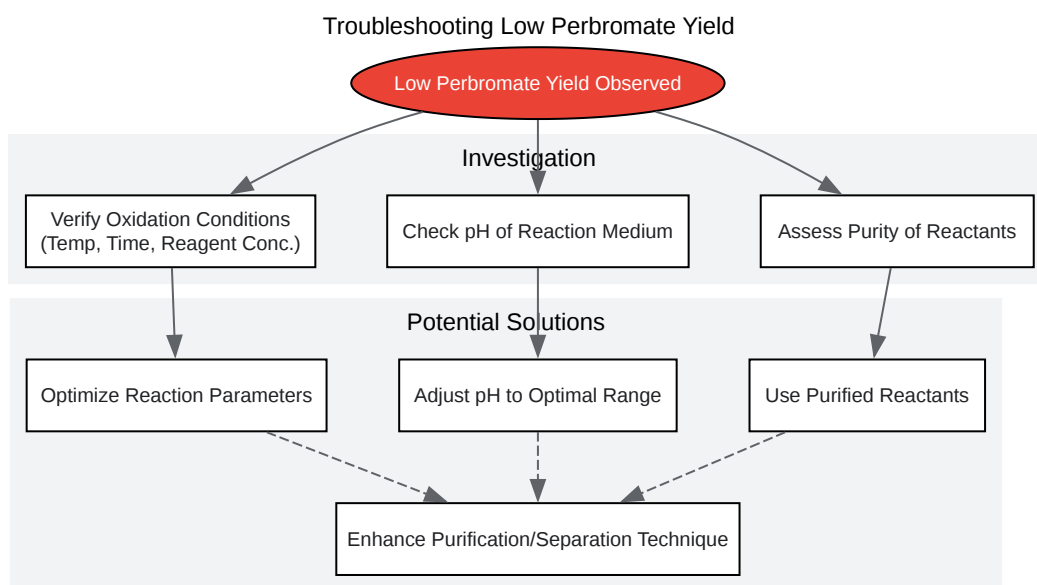 Troubleshooting Low Perbromate Yield
Low Perbromate Yield Observed
Investigation
Verify Oxidation Conditions
(Temp, Time, Reagent Conc.)
Check pH of Reaction Medium
Assess Purity of Reactants
Potential Solutions
Optimize Reaction Parameters
Adjust pH to Optimal Range
Use Purified Reactants
Enhance Purification/Separation Technique